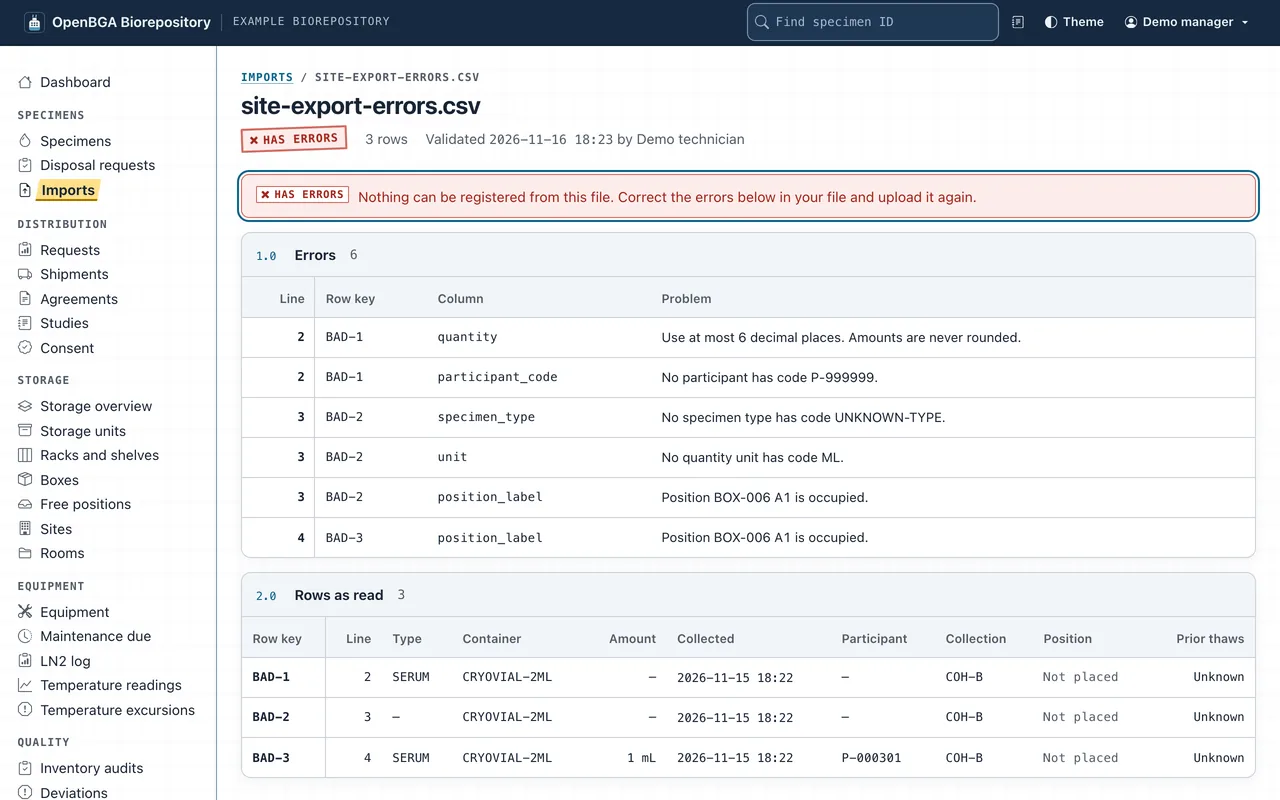 OpenBGA Biorepository EXAMPLE BIOREPOSITORY Find specimen ID Theme Demo manager
Dashboard
SPECIMENS
Specimens
Disposal requests
Imports
DISTRIBUTION
Requests
Shipments
Agreements
Studies
Consent
STORAGE
Storage overview
Storage units
Racks and shelves
Boxes
Free positions
Sites
Rooms
EQUIPMENT
Equipment
Maintenance due
LN2 log
Temperature readings
Temperature excursions
QUALITY
Inventory audits
Deviations
IMPORTS / SITE-EXPORT-ERRORS.CSV
site-export-errors.csv
HAS ERRORS 3 rows Validated 2026-11-16 18:23 by Demo technician
HAS ERRORS Nothing can be registered from this file. Correct the errors below in your file and upload it again.
1.0 Errors 6
Line Row key Column Problem
2 BAD-1 quantity Use at most 6 decimal places. Amounts are never rounded.
2 BAD-1 participant_code No participant has code P-999999.
3 BAD-2 specimen_type No specimen type has code UNKNOWN-TYPE.
3 BAD-2 unit No quantity unit has code ML.
3 BAD-2 position_label Position BOX-006 A1 is occupied.
4 BAD-3 position_label Position BOX-006 A1 is occupied.
2.0 Rows as read 3
Row key Line Type Container Amount Collected Participant Collection Position Prior thaws
BAD-1 2 SERUM CRYOVIAL-2ML — 2026-11-15 18:22 — COH-B Not placed Unknown
BAD-2 3 — CRYOVIAL-2ML — 2026-11-15 18:22 — COH-B Not placed Unknown
BAD-3 4 SERUM CRYOVIAL-2ML 1 mL 2026-11-15 18:22 P-000301 COH-B Not placed Unknown